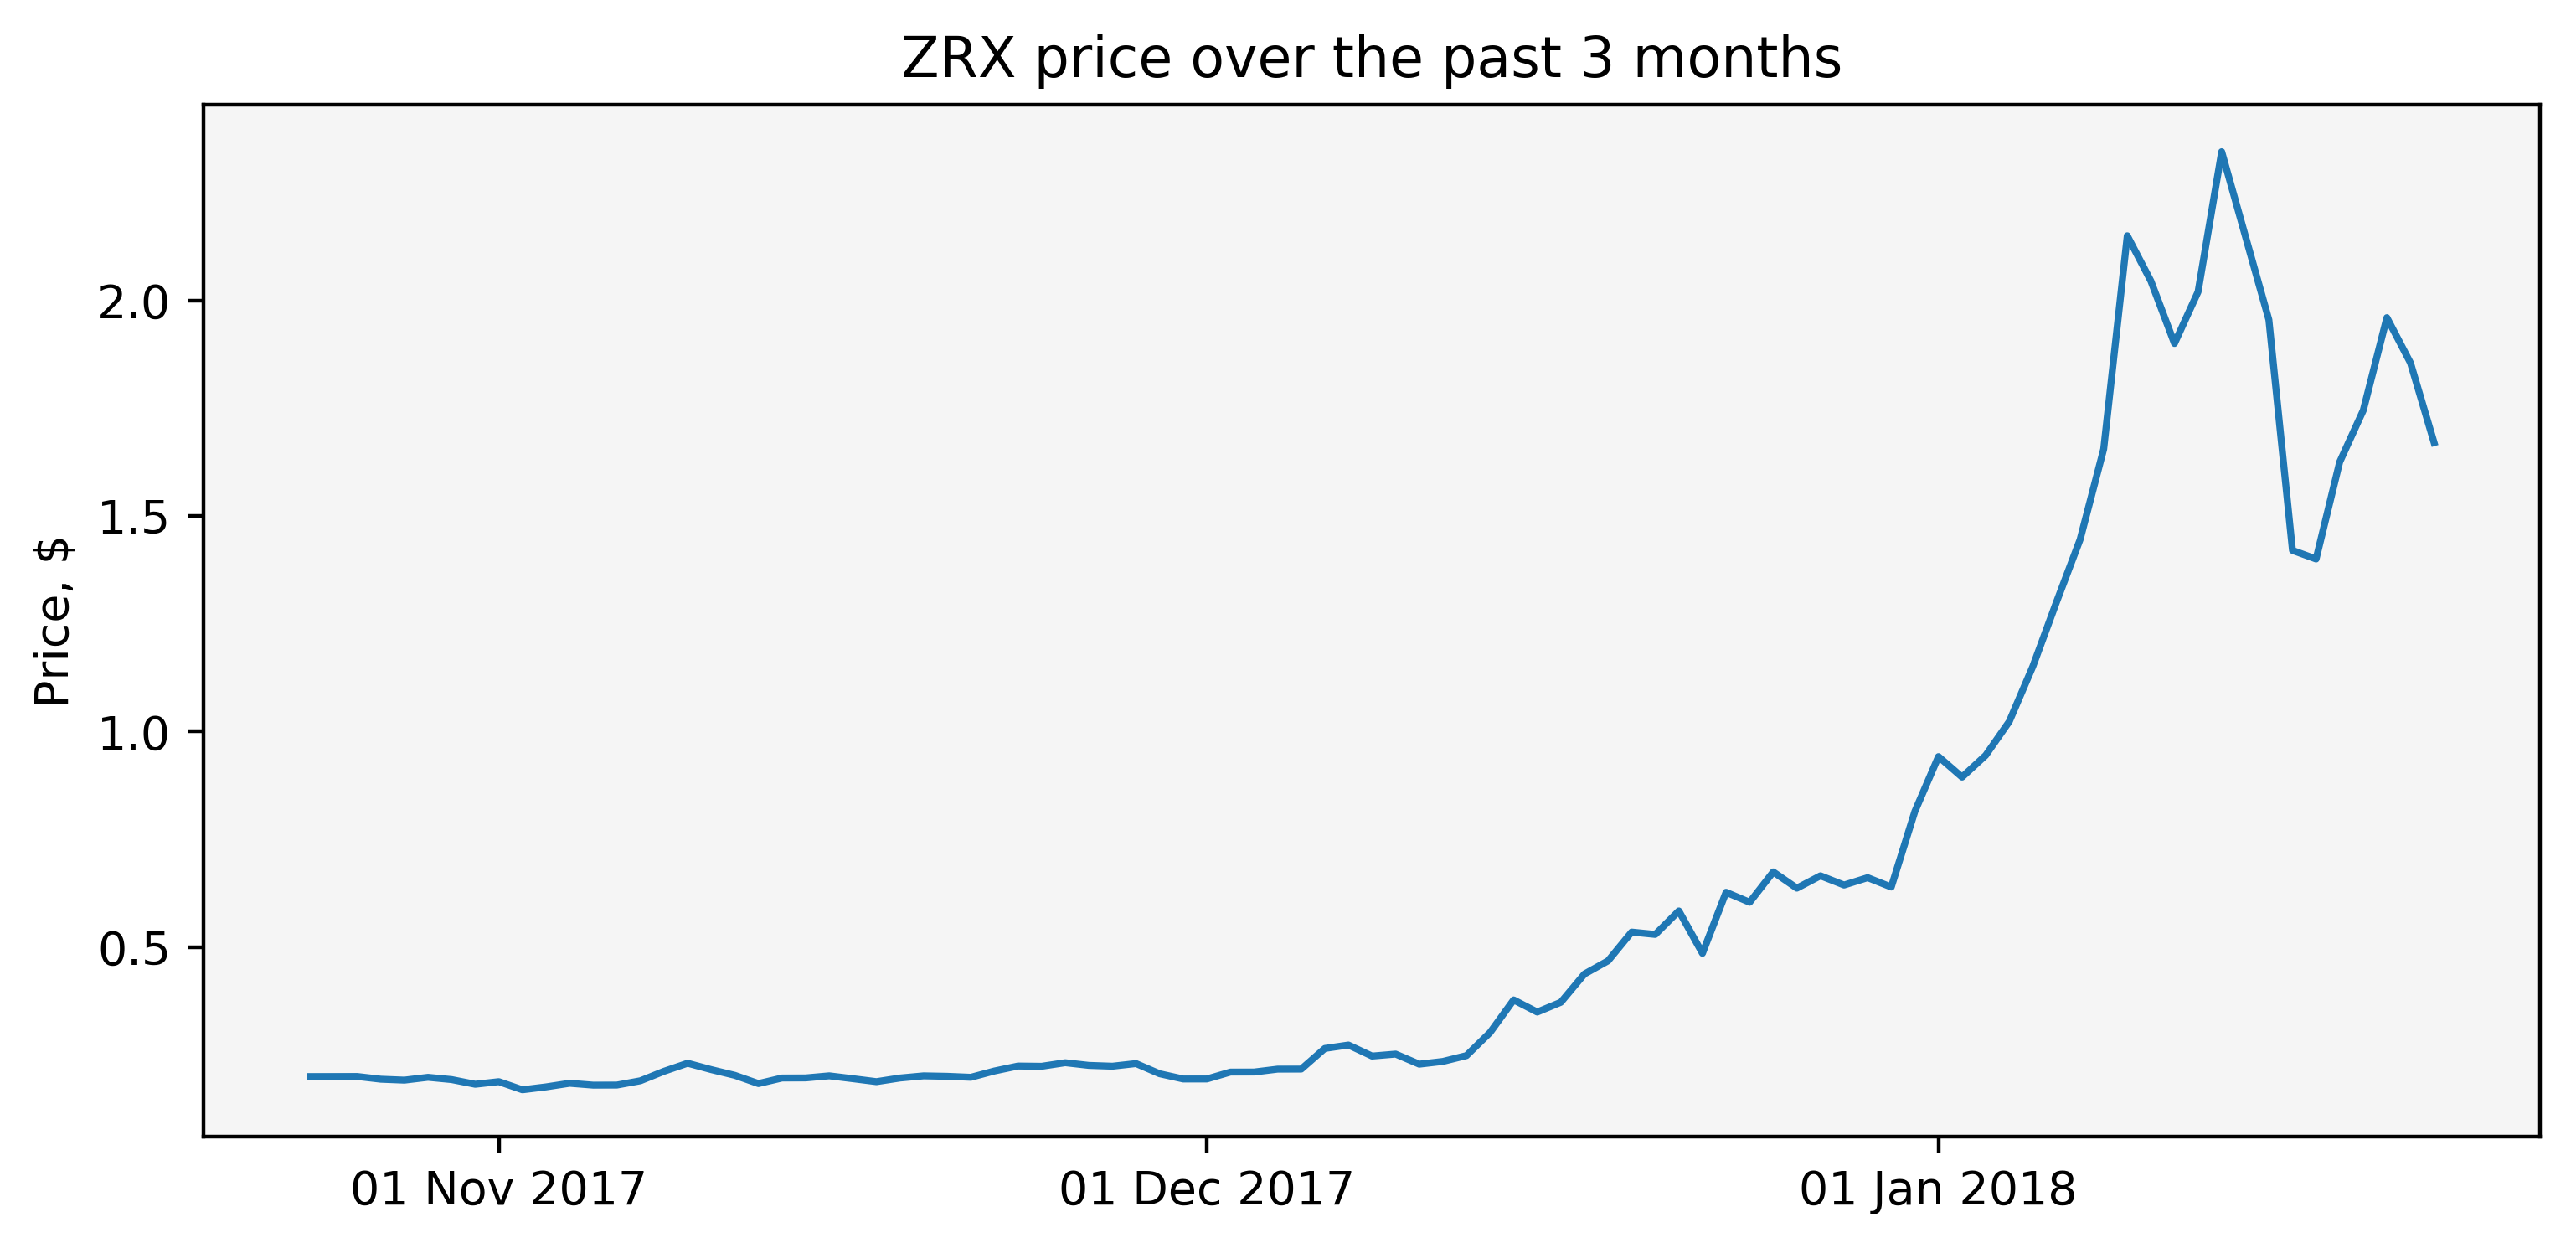 ZRX price over the past 3 months
Price, $
2.0
1.5
1.0
0.5
01 Nov 2017
01 Dec 2017
01 Jan 2018